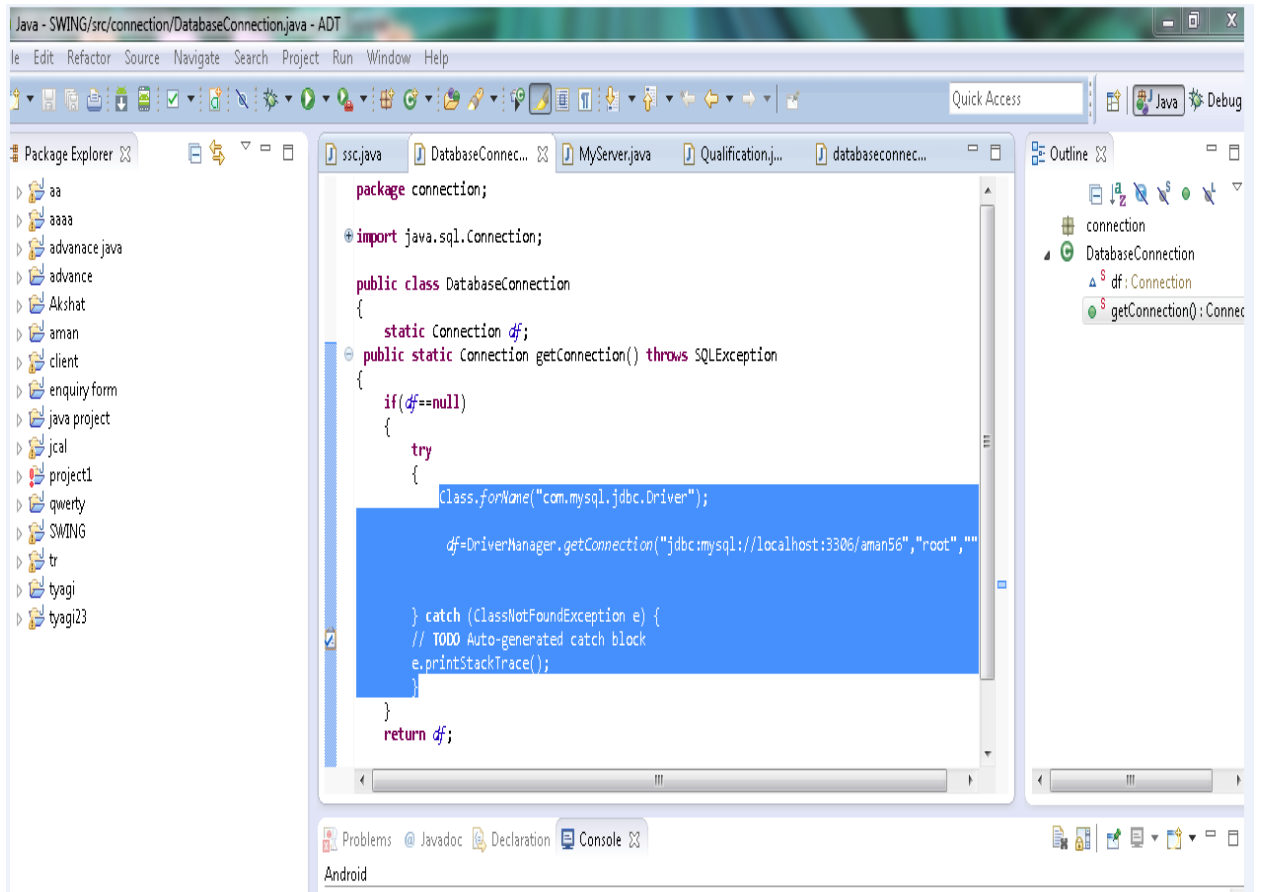 Java - SWING/src/connection/DatabaseConnection.java - ADT
le Edit Refactor Source Navigate Search Project Run Window Help
Quick Access
Java
Debug
Package Explorer
aa
aaaa
advanace java
advance
Akshat
aman
client
enquiry form
java project
jcal
project1
qwerty
SWING
tr
tyagi
tyagi23
ssc.java DatabaseConnec... MyServer.java Qualification.j... databaseconnec...
package connection;
import java.sql.Connection;
public class DatabaseConnection
{
static Connection df;
public static Connection getConnection() throws SQLException
{
if(df==null)
{
try
{
Class.forName("com.mysql.jdbc.Driver");
df=DriverManager.getConnection("jdbc:mysql://localhost:3306/aman56","root",""
} catch (ClassNotFoundException e) {
// TODO Auto-generated catch block
e.printStackTrace();
}
}
return df;
Outline
connection
DatabaseConnection
S df : Connection
S getConnection() : Connec
Problems @ Javadoc Declaration Console
Android